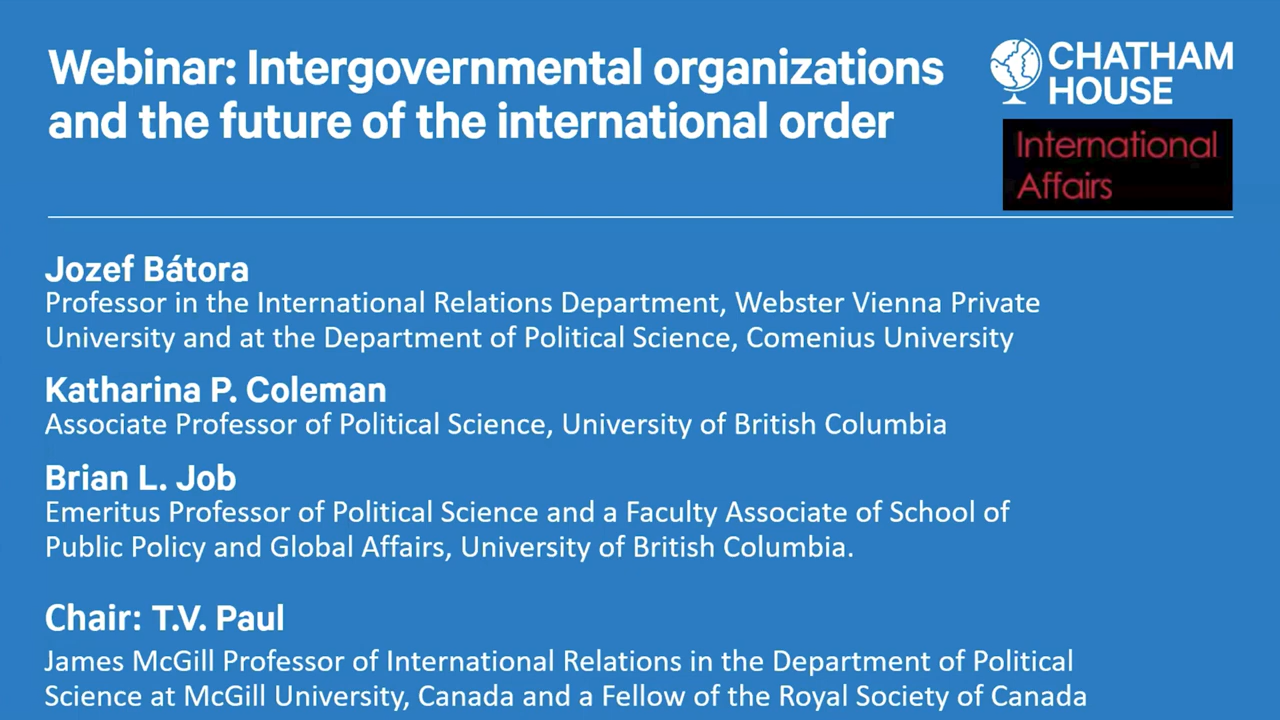 Webinar: Intergovernmental organizations
and the future of the international order
CHATHAM
HOUSE
International
Affairs
Jozef Bátora
Professor in the International Relations Department, Webster Vienna Private
University and at the Department of Political Science, Comenius University
Katharina P. Coleman
Associate Professor of Political Science, University of British Columbia
Brian L. Job
Emeritus Professor of Political Science and a Faculty Associate of School of
Public Policy and Global Affairs, University of British Columbia.
Chair: T.V. Paul
James McGill Professor of International Relations in the Department of Political
Science at McGill University, Canada and a Fellow of the Royal Society of Canada